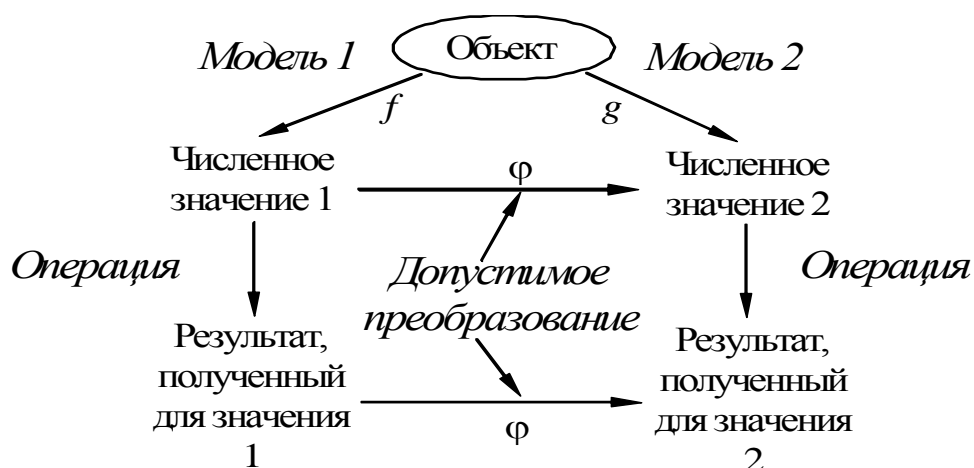 Объект
Модель 1
Модель 2
f
g
Численное
значение 1
φ
Численное
значение 2
Операция
Допустимое
преобразование
Операция
Результат,
полученный
для значения
1
φ
Результат,
полученный
для значения
2